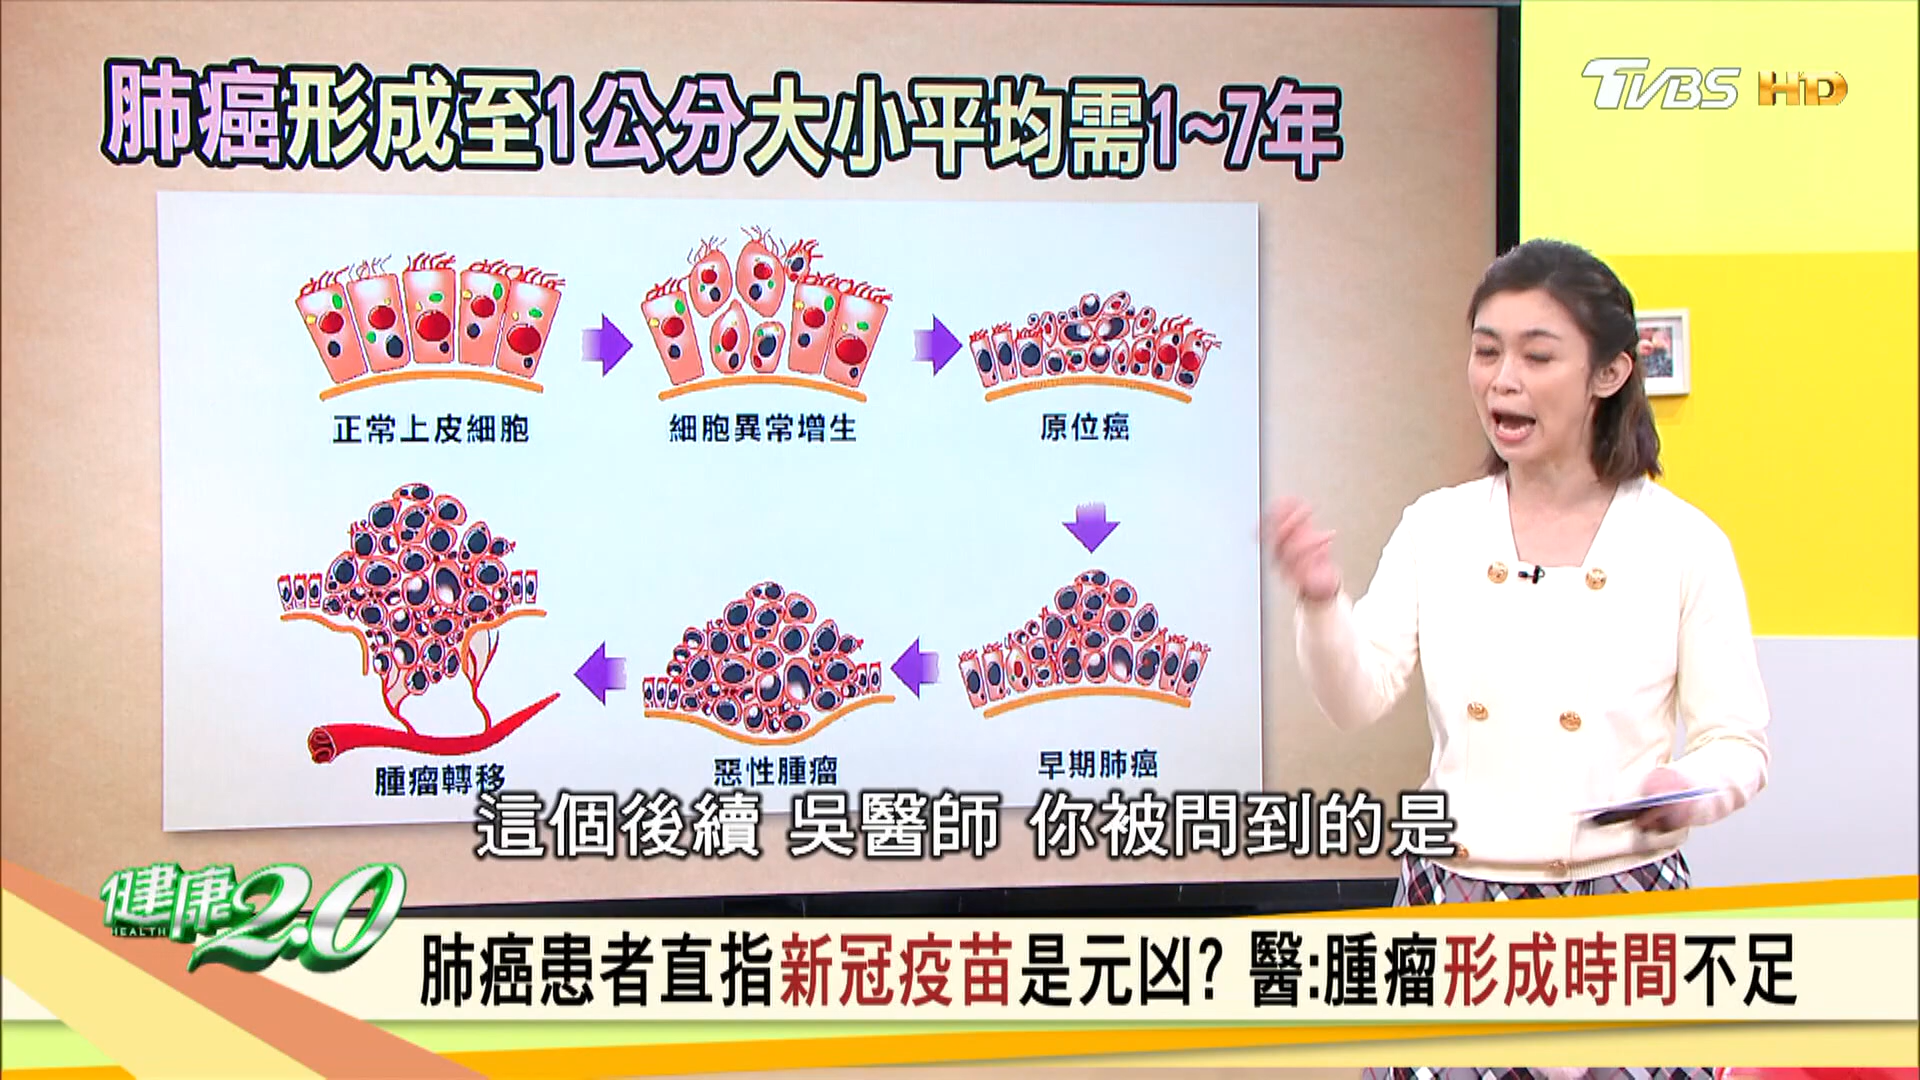 肺癌形成至1公分大小平均需1~7年
TVBS HD
正常上皮細胞
細胞異常增生
原位癌
腫瘤轉移
惡性腫瘤
早期肺癌
這個後續 吳醫師 你被問到的是
健康2.0
HEALTH
肺癌患者直指新冠疫苗是元凶? 醫:腫瘤形成時間不足